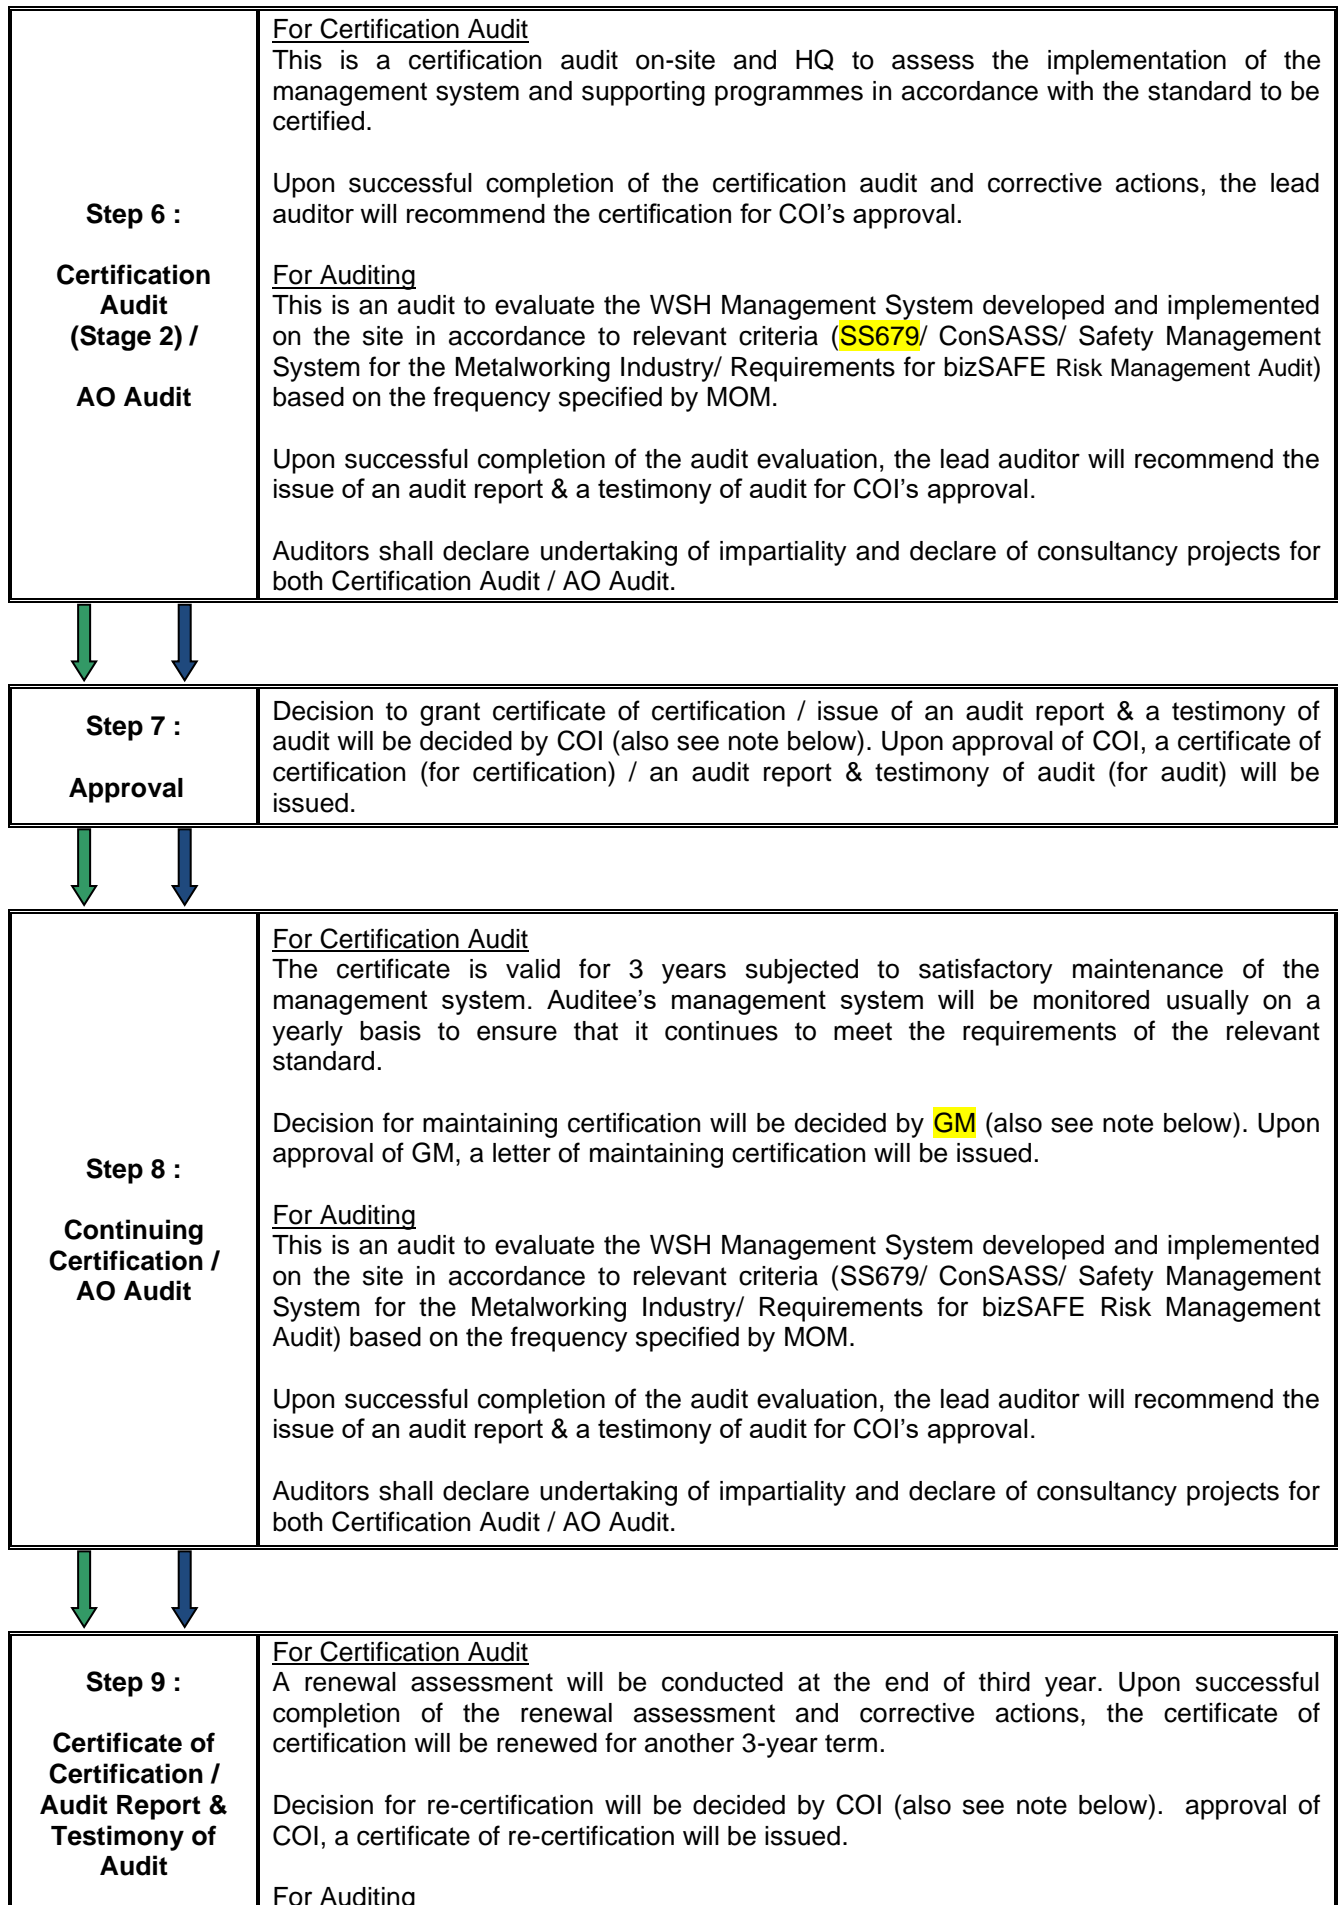 For Certification Audit
This is a certification audit on-site and HQ to assess the implementation of the
management system and supporting programmes in accordance with the standard to be
certified.
Upon successful completion of the certification audit and corrective actions, the lead
auditor will recommend the certification for COI's approval.
Step 6 :
Certification
Audit
(Stage 2) /
AO Audit
For Auditing
This is an audit to evaluate the WSH Management System developed and implemented
on the site in accordance to relevant criteria (SS679/ ConSASS/ Safety Management
System for the Metalworking Industry/ Requirements for bizSAFE Risk Management Audit)
based on the frequency specified by MOM.
Upon successful completion of the audit evaluation, the lead auditor will recommend the
issue of an audit report & a testimony of audit for COI's approval.
Auditors shall declare undertaking of impartiality and declare of consultancy projects for
both Certification Audit / AO Audit.
Step 7 :
Approval
Decision to grant certificate of certification / issue of an audit report & a testimony of
audit will be decided by COI (also see note below). Upon approval of COI, a certificate of
certification (for certification) / an audit report & testimony of audit (for audit) will be
issued.
Step 8 :
Continuing
Certification /
AO Audit
For Certification Audit
The certificate is valid for 3 years subjected to satisfactory maintenance of the
management system. Auditee's management system will be monitored usually on a
yearly basis to ensure that it continues to meet the requirements of the relevant
standard.
Decision for maintaining certification will be decided by GM (also see note below). Upon
approval of GM, a letter of maintaining certification will be issued.
For Auditing
This is an audit to evaluate the WSH Management System developed and implemented
on the site in accordance to relevant criteria (SS679/ ConSASS/ Safety Management
System for the Metalworking Industry/ Requirements for bizSAFE Risk Management
Audit) based on the frequency specified by MOM.
Upon successful completion of the audit evaluation, the lead auditor will recommend the
issue of an audit report & a testimony of audit for COI's approval.
Auditors shall declare undertaking of impartiality and declare of consultancy projects for
both Certification Audit / AO Audit.
Step 9 :
Certificate of
Certification /
Audit Report &
Testimony of
Audit
For Certification Audit
A renewal assessment will be conducted at the end of third year. Upon successful
completion of the renewal assessment and corrective actions, the certificate of
certification will be renewed for another 3-year term.
Decision for re-certification will be decided by COI (also see note below). approval of
COI, a certificate of re-certification will be issued.
For Auditing